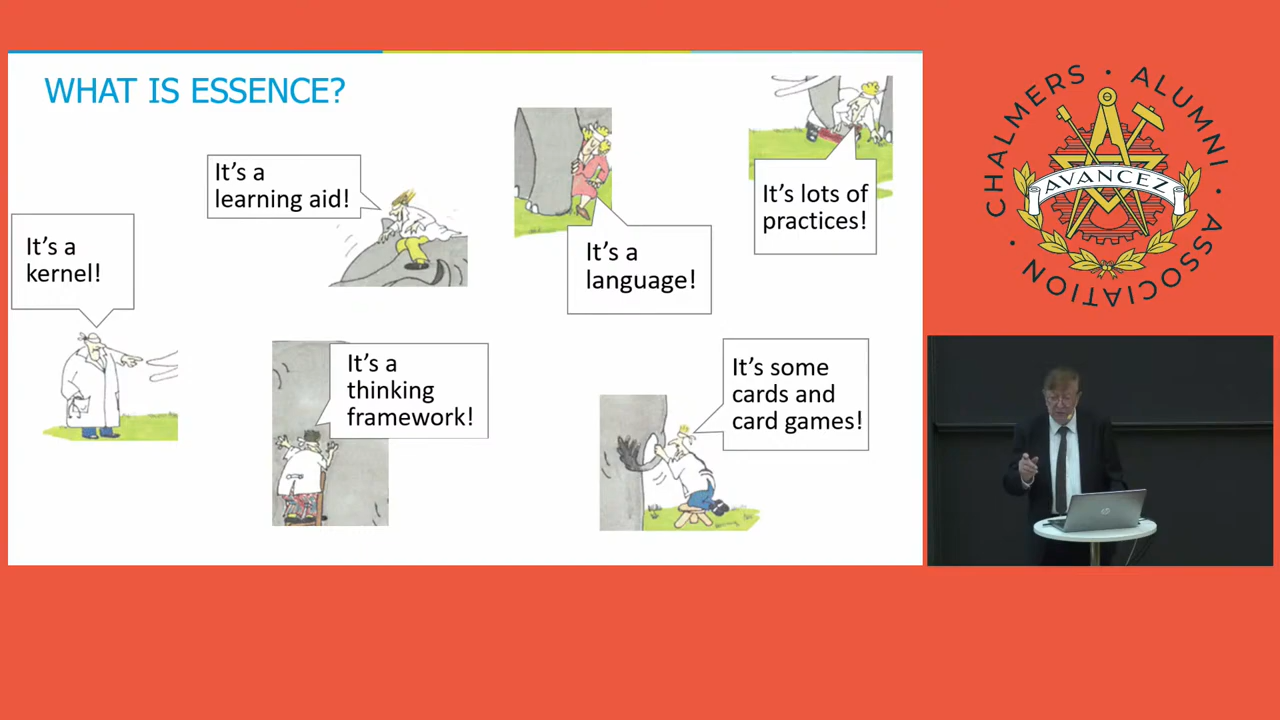 WHAT IS ESSENCE?
It's a
learning aid!
It's lots of
practices!
It's a
kernel!
It's a
language!
It's a
thinking
framework!
It's some
cards and
card games!
CHALMERS · ALUMNI · ASSOCIATION ·
AVANCEZ
hp